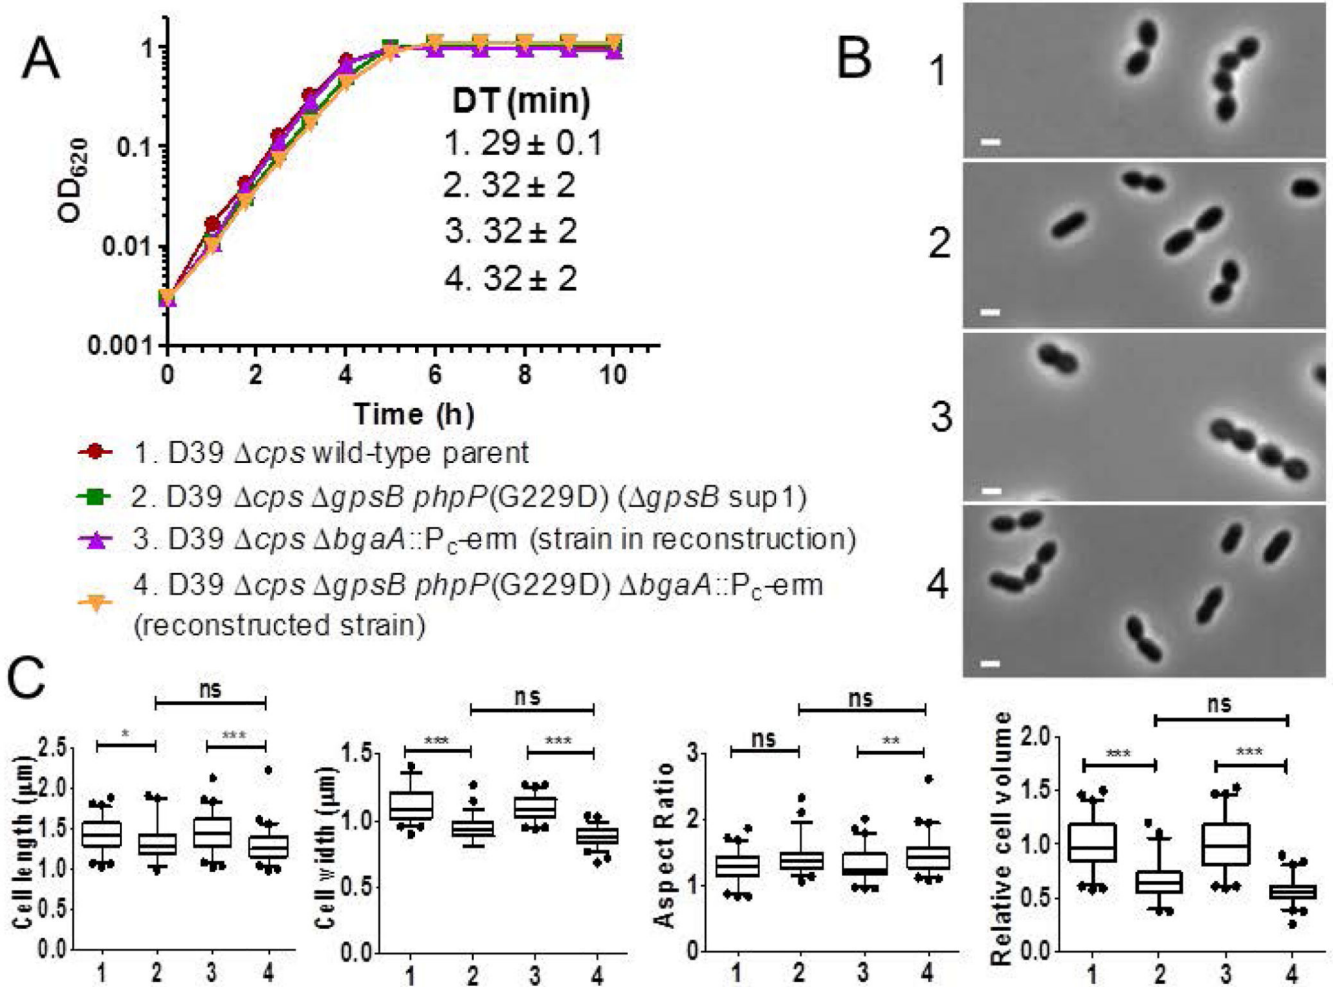 A
B
1
0.1
0.01
0.001
OD620
0
2
4
6
8
10
Time (h)
DT (min)
1. 29 ± 0.1
2. 32 ± 2
3. 32 ± 2
4. 32 ± 2
1. D39 Δcps wild-type parent
2. D39 Δcps ΔgpsB phpP(G229D) (ΔgpsB sup1)
3. D39 Δcps ΔbgaA::Pc-erm (strain in reconstruction)
4. D39 Δcps ΔgpsB phpP(G229D) ΔbgaA::Pc-erm
(reconstructed strain)
1
2
3
4
C
Cell length (μm)
2.5
2.0
1.5
1.0
0.5
0.0
ns
*
***
1 2 3 4
Cell width (μm)
1.5
1.0
0.5
0.0
ns
***
***
1 2 3 4
Aspect Ratio
3
2
1
0
ns
ns
**
1 2 3 4
Relative cell volume
2.0
1.5
1.0
0.5
0.0
ns
***
***
1 2 3 4